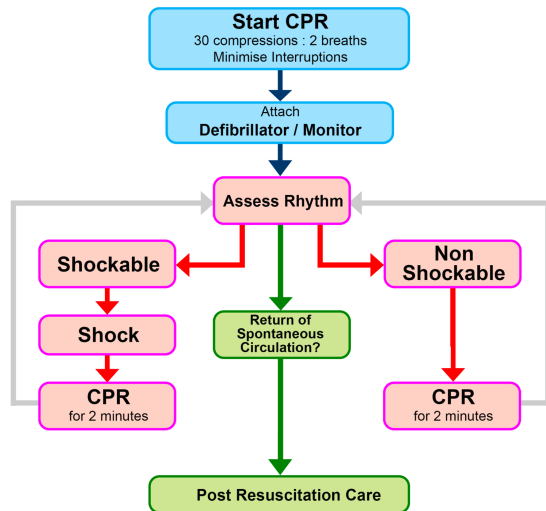 Start CPR
30 compressions : 2 breaths
Minimise Interruptions
Attach
Defibrillator / Monitor
Assess Rhythm
Shockable
Non
Shockable
Shock
Return of
Spontaneous
Circulation?
CPR
for 2 minutes
CPR
for 2 minutes
Post Resuscitation Care